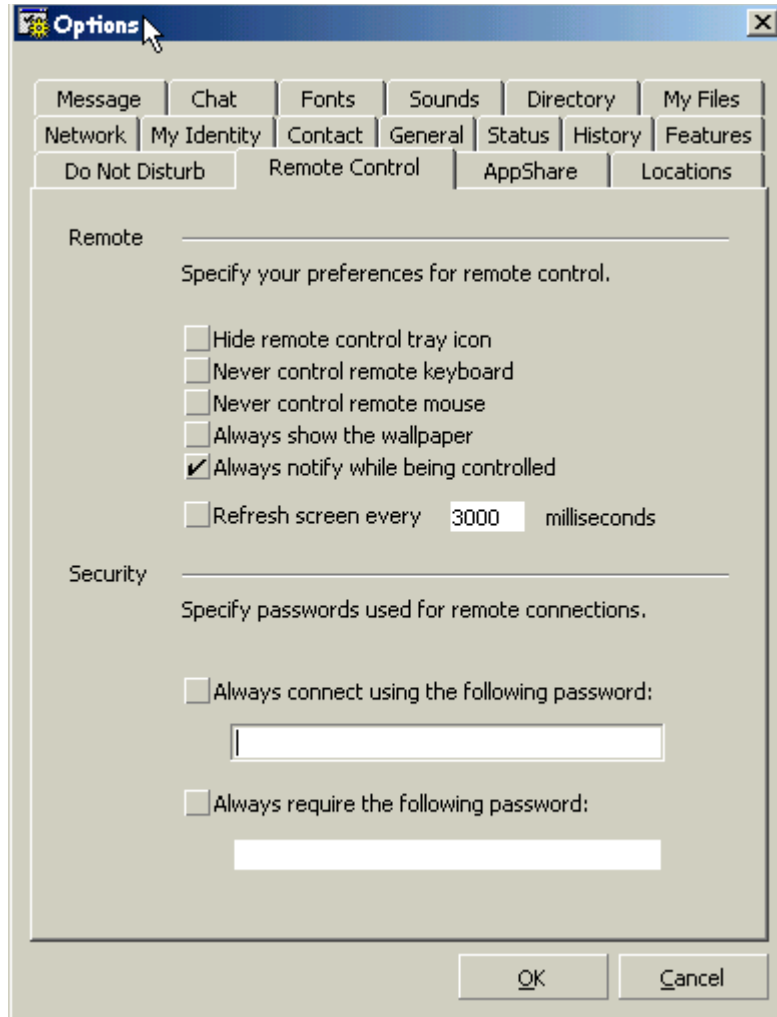 Options
Message Chat Fonts Sounds Directory My Files
Network My Identity Contact General Status History Features
Do Not Disturb Remote Control AppShare Locations
Remote
Specify your preferences for remote control.
Hide remote control tray icon
Never control remote keyboard
Never control remote mouse
Always show the wallpaper
Always notify while being controlled
Refresh screen every 3000 milliseconds
Security
Specify passwords used for remote connections.
Always connect using the following password:
Always require the following password:
OK Cancel